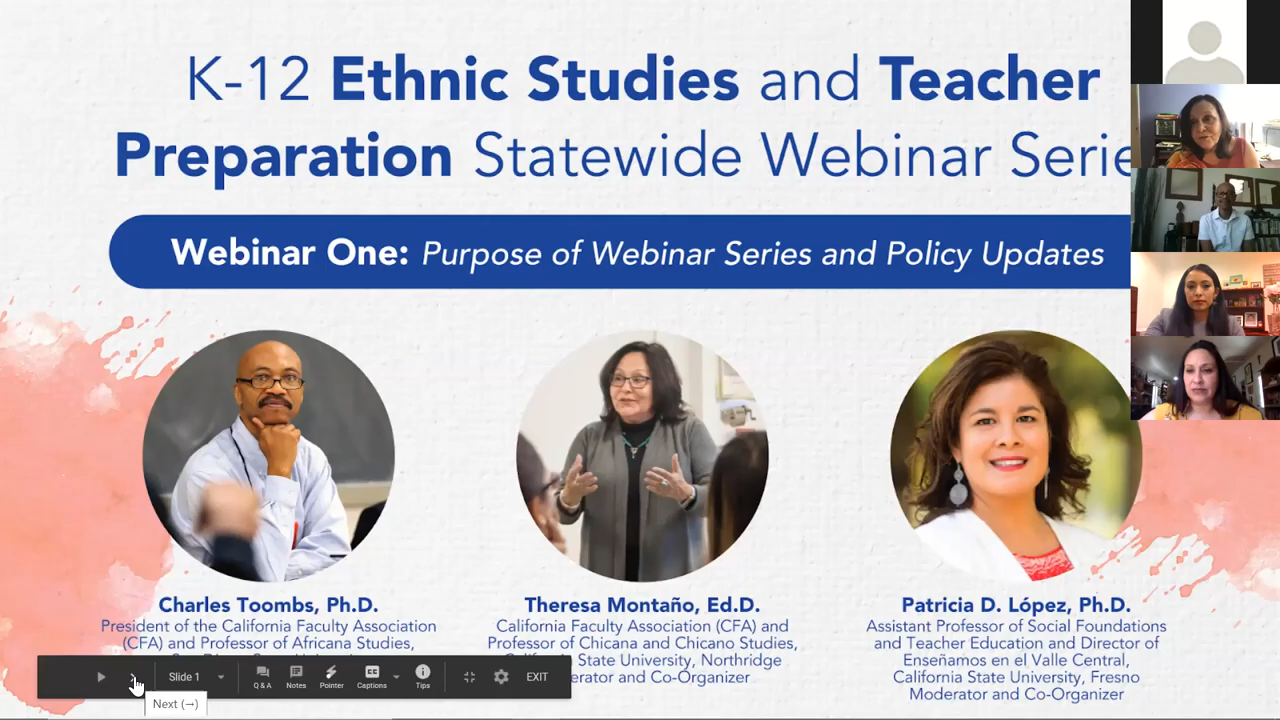 K-12 Ethnic Studies and Teacher
Preparation Statewide Webinar Serie
Webinar One: Purpose of Webinar Series and Policy Updates
Charles Toombs, Ph.D.
President of the California Faculty Association
(CFA) and Professor of Africana Studies,
Theresa Montaño, Ed.D.
California Faculty Association (CFA) and
Professor of Chicana and Chicano Studies,
State University, Northridge
and Co-Organizer
Patricia D. López, Ph.D.
Assistant Professor of Social Foundations
and Teacher Education and Director of
Enseñamos en el Valle Central,
California State University, Fresno
Moderator and Co-Organizer
Slide 1
Q & A
Notes
Pointer
CC
Captions
Tips
EXIT
Next (→)